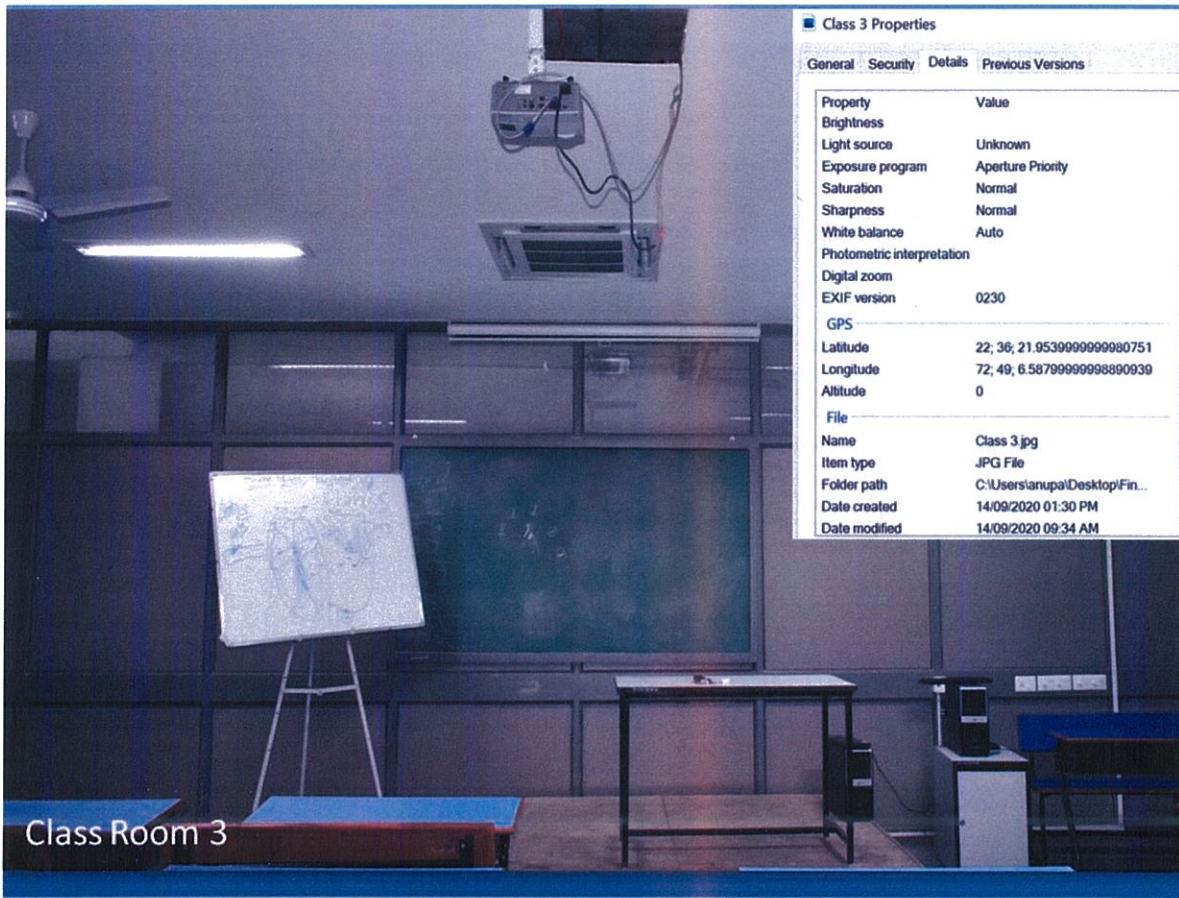 Class 3 Properties
General Security Details Previous Versions
Property Value
Brightness
Light source Unknown
Exposure program Aperture Priority
Saturation Normal
Sharpness Normal
White balance Auto
Photometric interpretation
Digital zoom
EXIF version 0230
GPS
Latitude 22; 36; 21.9539999999980751
Longitude 72; 49; 6.58799999998890939
Altitude 0
File
Name Class 3.jpg
Item type JPG File
Folder path C:\Users\anupa\Desktop\Fin...
Date created 14/09/2020 01:30 PM
Date modified 14/09/2020 09:34 AM
Class Room 3